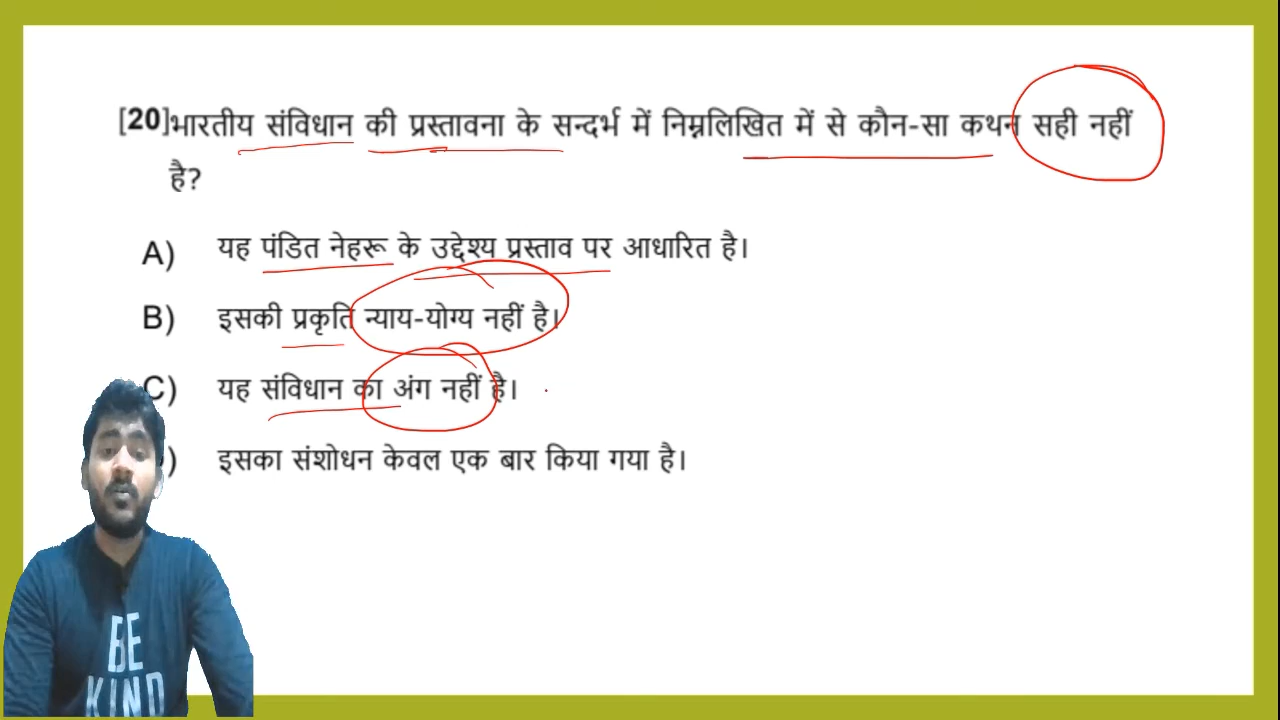 [20]भारतीय संविधान की प्रस्तावना के सन्दर्भ में निम्नलिखित में से कौन-सा कथन सही नहीं
है?
A) यह पंडित नेहरू के उद्देश्य प्रस्ताव पर आधारित है।
B) इसकी प्रकृति न्याय-योग्य नहीं है।
C) यह संविधान का अंग नहीं है।
) इसका संशोधन केवल एक बार किया गया है।
BE
KIND